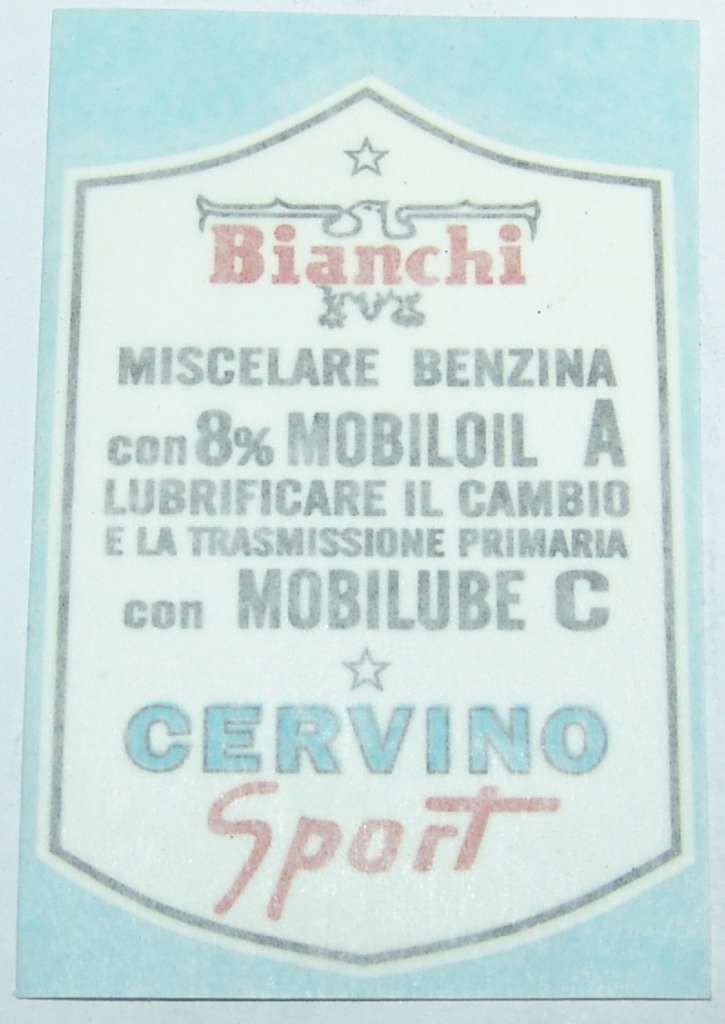 Bianchi
MISCELARE BENZINA
con 8% MOBILOIL A
LUBRIFICARE IL CAMBIO
E LA TRASMISSIONE PRIMARIA
con MOBILUBE C
CERVINO
Sport